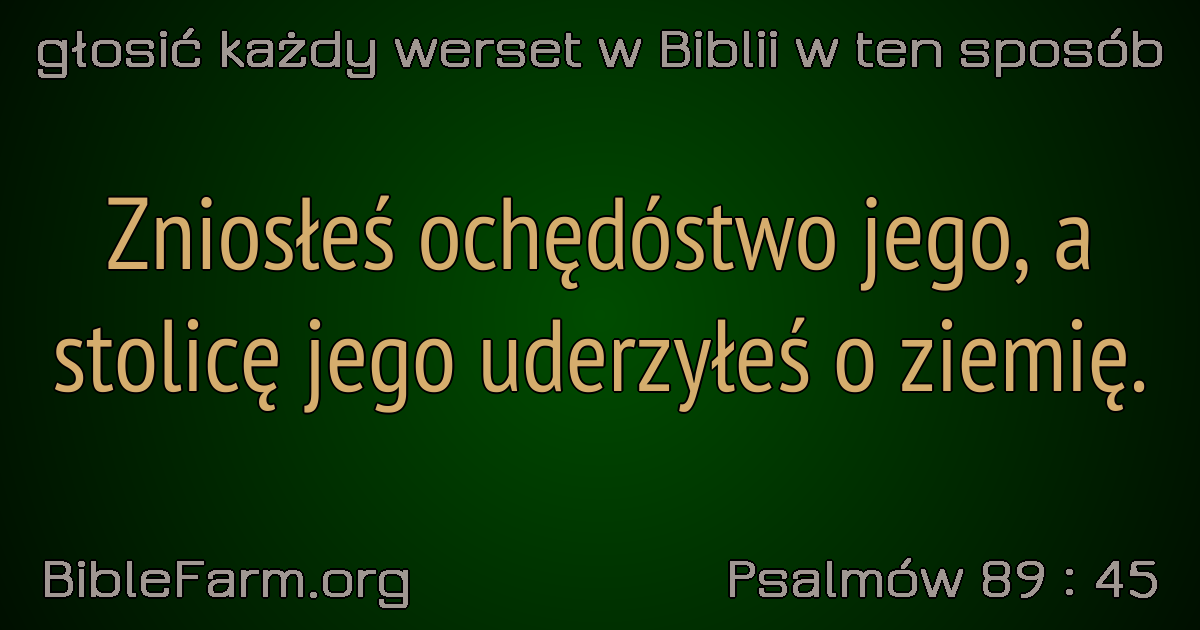 głosić każdy werset w Biblii w ten sposób
Zniosłeś ochędóstwo jego, a
stolicę jego uderzyłeś o ziemię.
BibleFarm.org
Psalmów 89 : 45